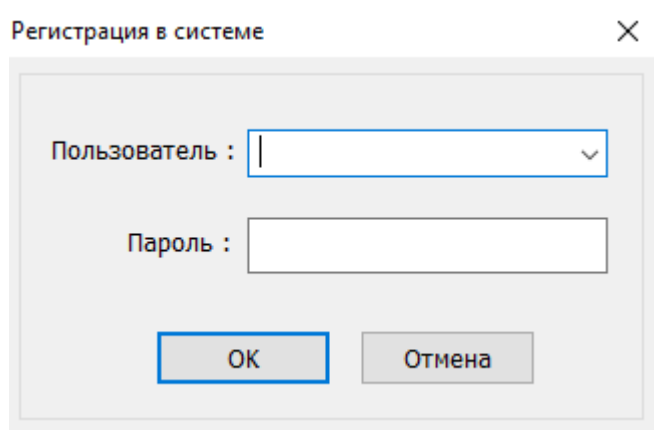 Регистрация в системе
Пользователь :
Пароль :
OK Отмена